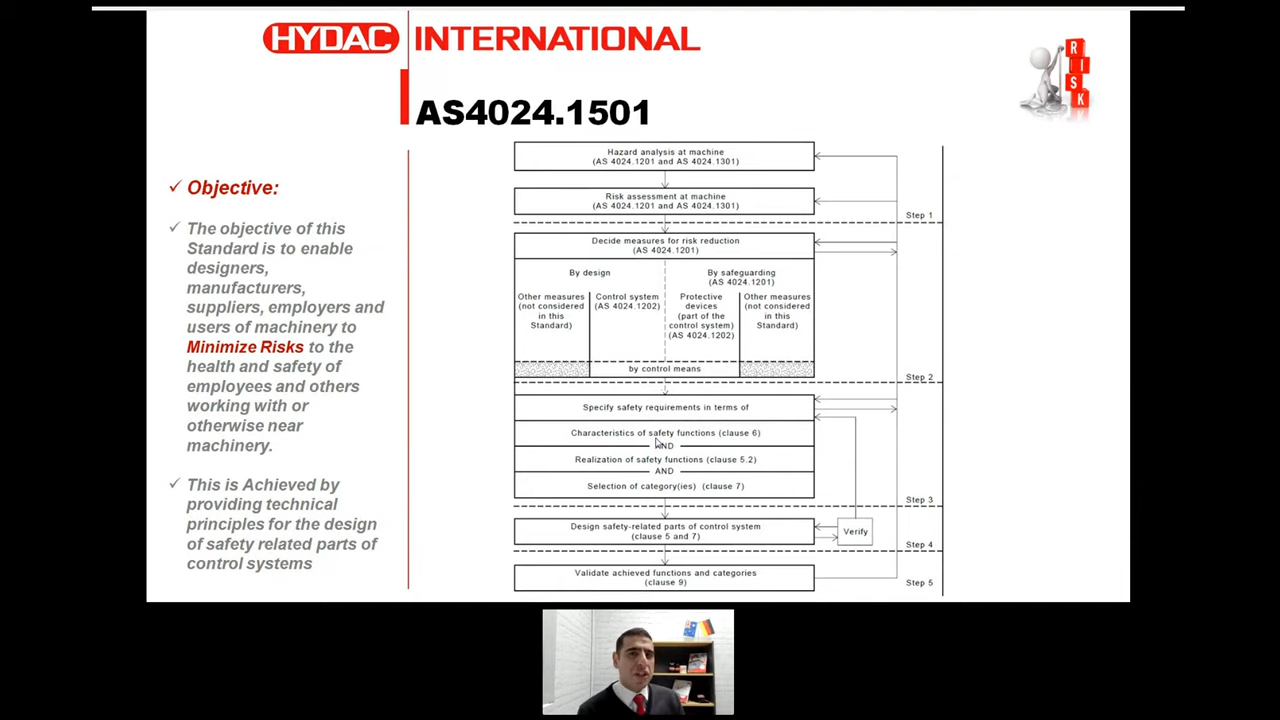 HYDAC INTERNATIONAL
RISK
AS4024.1501
Objective:
The objective of this
Standard is to enable
designers,
manufacturers,
suppliers, employers and
users of machinery to
Minimize Risks to the
health and safety of
employees and others
working with or
otherwise near
machinery.
This is Achieved by
providing technical
principles for the design
of safety related parts of
control systems
Hazard analysis at machine
(AS 4024.1201 and AS 4024.1301)
Risk assessment at machine
(AS 4024.1201 and AS 4024.1301)
Step 1
Decide measures for risk reduction
(AS 4024.1201)
By design
By safeguarding
(AS 4024.1201)
Other measures
(not considered
in this
Standard)
Control system
(AS 4024.1202)
Protective
devices
(part of the
control system)
(AS 4024.1202)
Other measures
(not considered
in this
Standard)
by control means
Step 2
Specify safety requirements in terms of
Characteristics of safety functions (clause 6)
AND
Realization of safety functions (clause 5.2)
AND
Selection of category(ies) (clause 7)
Step 3
Design safety-related parts of control system
(clause 5 and 7)
Verify
Step 4
Validate achieved functions and categories
(clause 9)
Step 5